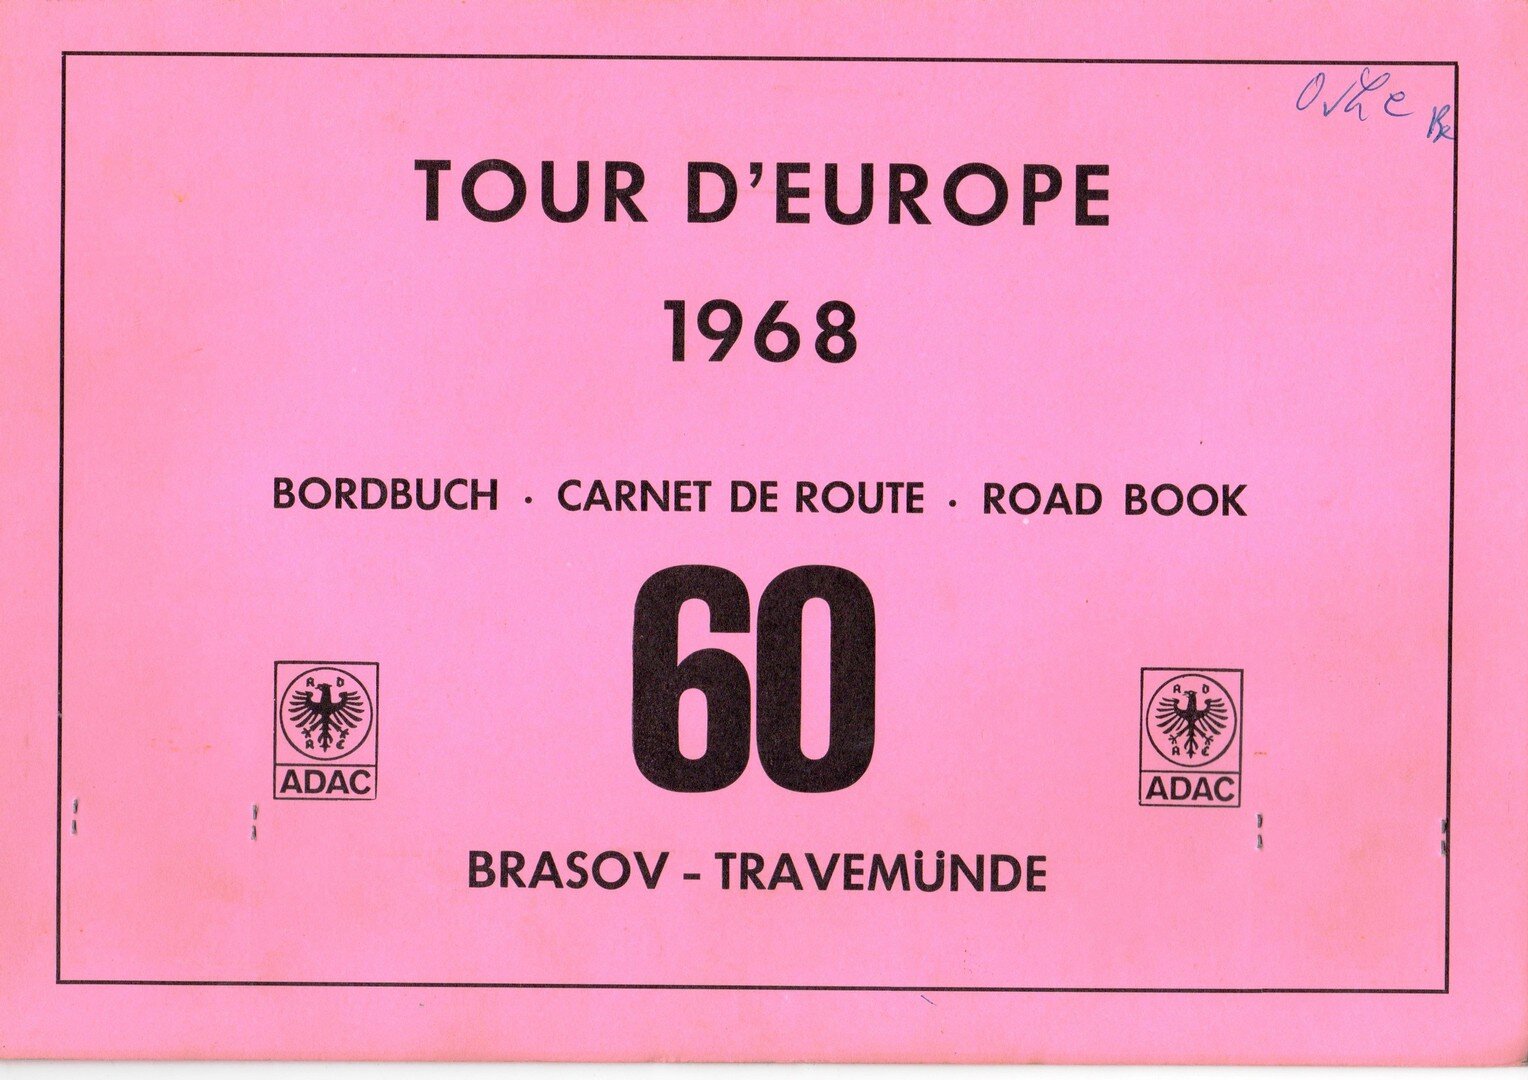 TOUR D'EUROPE
1968
BORDBUCH · CARNET DE ROUTE · ROAD BOOK
60
A D
A C
ADAC
A D
A C
ADAC
BRASOV - TRAVEMÜNDE